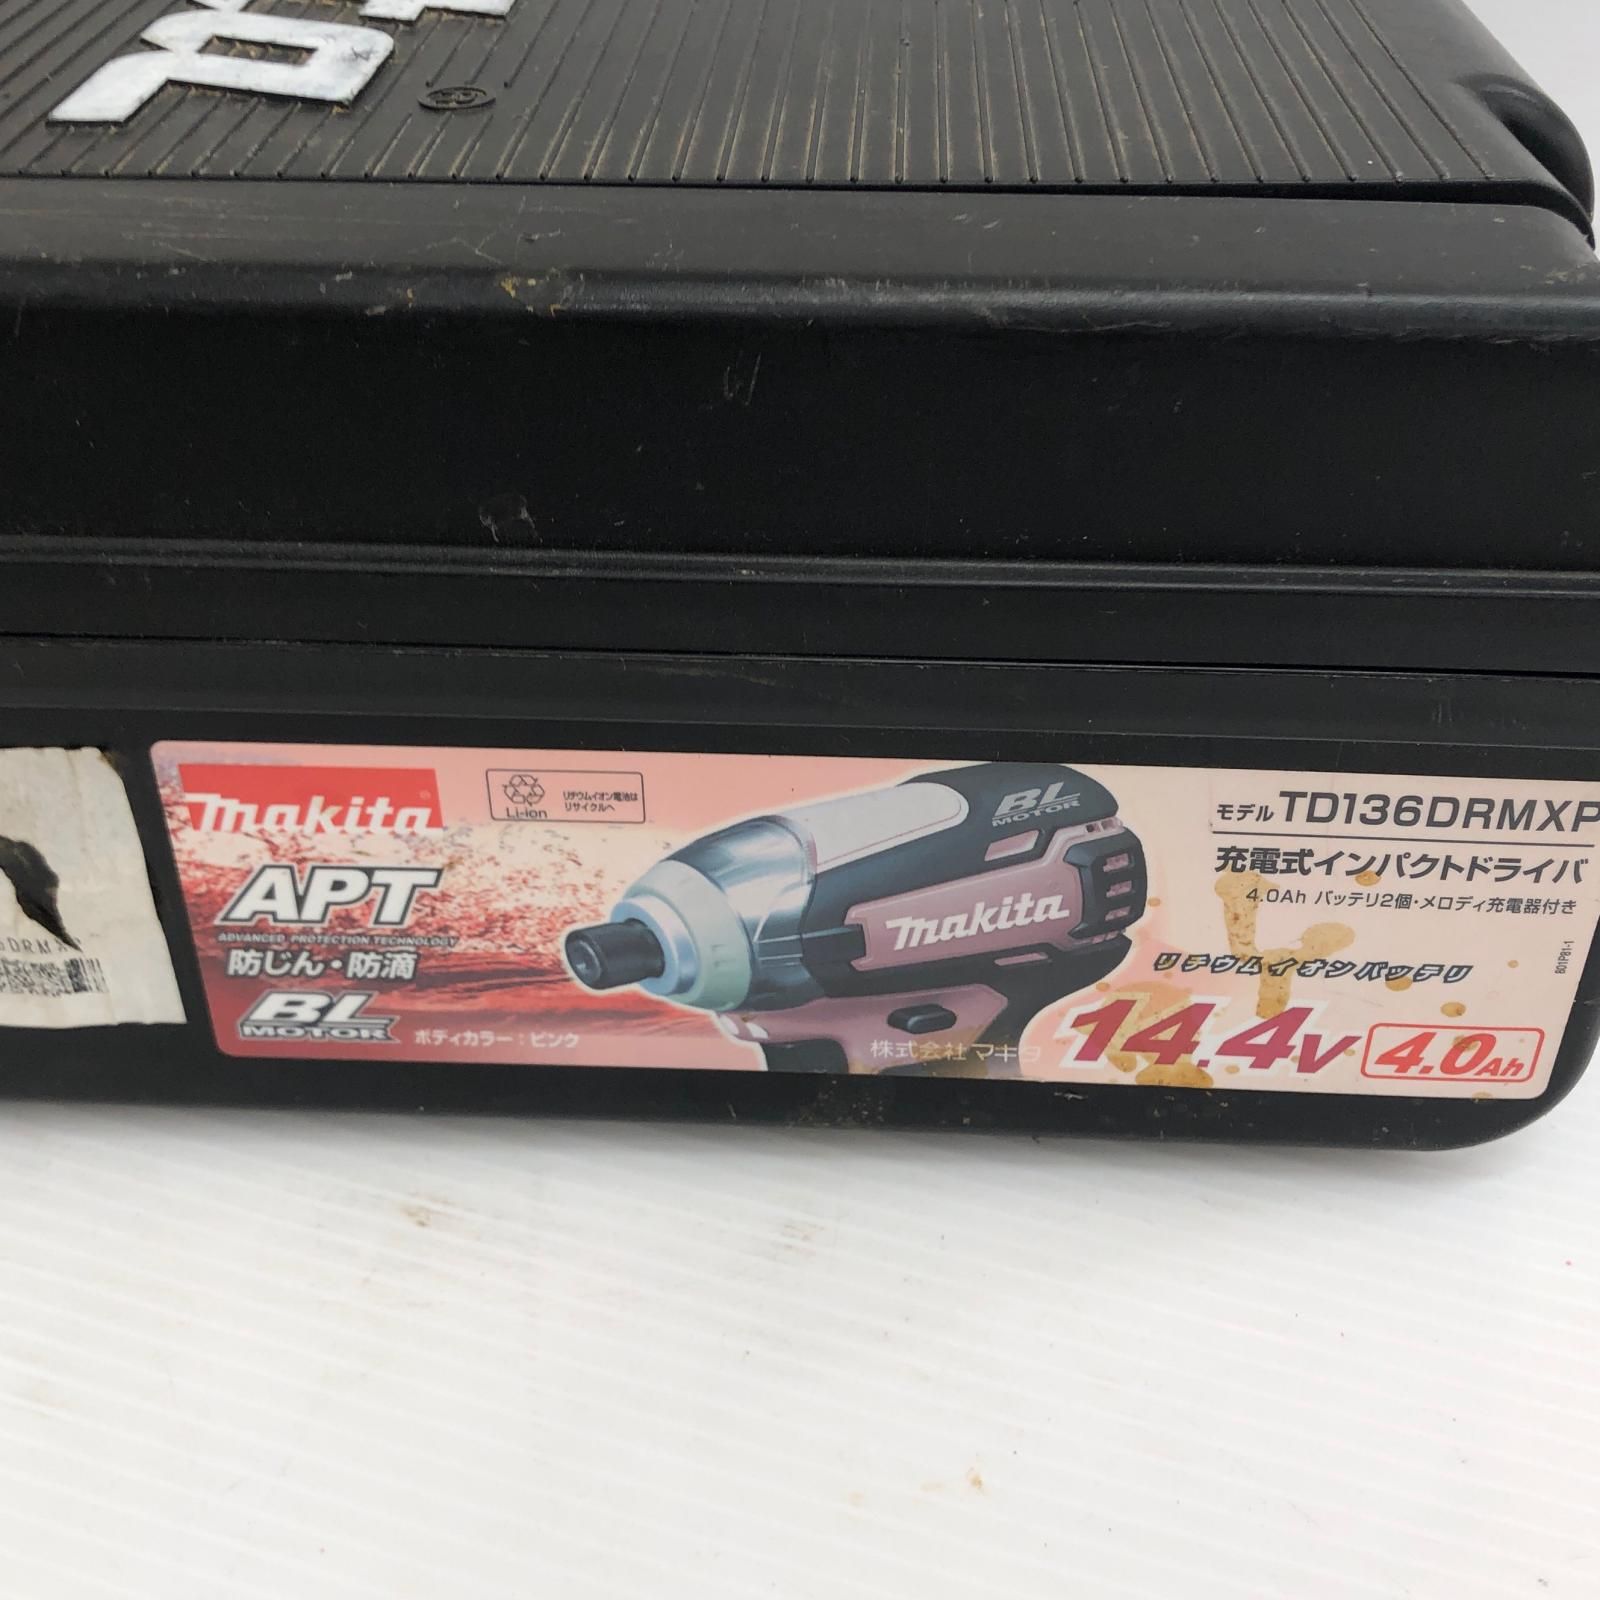 makita
Li-ion
リチウムイオン電池は
リサイクルへ
APT
ADVANCED PROTECTION TECHNOLOGY
防じん・防滴
BL
MOTOR
ボディカラー：ピンク
BL
MOTOR
makita
株式会社マキタ
モデル TD136DRMXP
充電式インパクトドライバ
4.0Ah バッテリ2個・メロディ充電器付き
リチウムイオンバッテリ
14.4V 4.0Ah
801P81-1